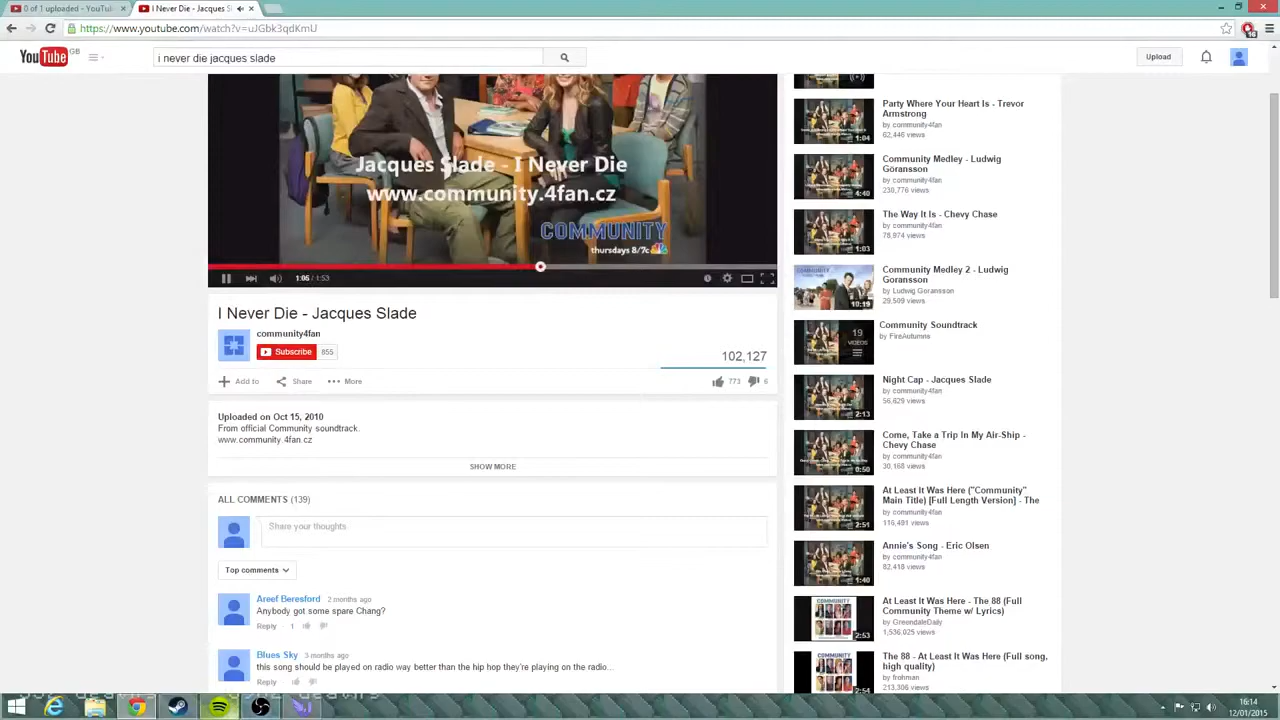 0 of 1 uploaded - YouTub
I Never Die - Jacques S
https://www.youtube.com/watch?v=uJGbk3qdKmU
16
YouTube GB
i never die jacques slade
Upload
Jacques Slade - I Never Die
www.community.4fan.cz
COMMUNITY
thursdays 8/7c
1:06 / 1:53
I Never Die - Jacques Slade
community4fan
Subscribe 855
102,127
Add to Share More 773 6
Uploaded on Oct 15, 2010
From official Community soundtrack.
www.community.4fan.cz
SHOW MORE
ALL COMMENTS (139)
Share your thoughts
Top comments
Areef Beresford 2 months ago
Anybody got some spare Chang?
Reply · 1
Blues Sky 3 months ago
this song should be played on radio way better than the hip hop they're playing on the radio...
Reply ·
Party Where Your Heart Is - Trevor
Armstrong
by community4fan
62,446 views
1:04
Community Medley - Ludwig
Göransson
by community4fan
230,776 views
4:40
The Way It Is - Chevy Chase
by community4fan
78,974 views
1:03
Community Medley 2 - Ludwig
Goransson
by Ludwig Goransson
29,509 views
10:19
Community Soundtrack
by FireAutumns
19
VIDEOS
Night Cap - Jacques Slade
by community4fan
56,629 views
2:13
Come, Take a Trip In My Air-Ship -
Chevy Chase
by community4fan
30,168 views
0:50
At Least It Was Here ("Community"
Main Title) [Full Length Version] - The
by community4fan
116,491 views
2:51
Annie's Song - Eric Olsen
by community4fan
82,418 views
1:40
At Least It Was Here - The 88 (Full
Community Theme w/ Lyrics)
by GreendaleDaily
1,536,025 views
COMMUNITY
2:53
The 88 - At Least It Was Here (Full song,
high quality)
by frohman
213,306 views
COMMUNITY
2:54
16:14
12/01/2015